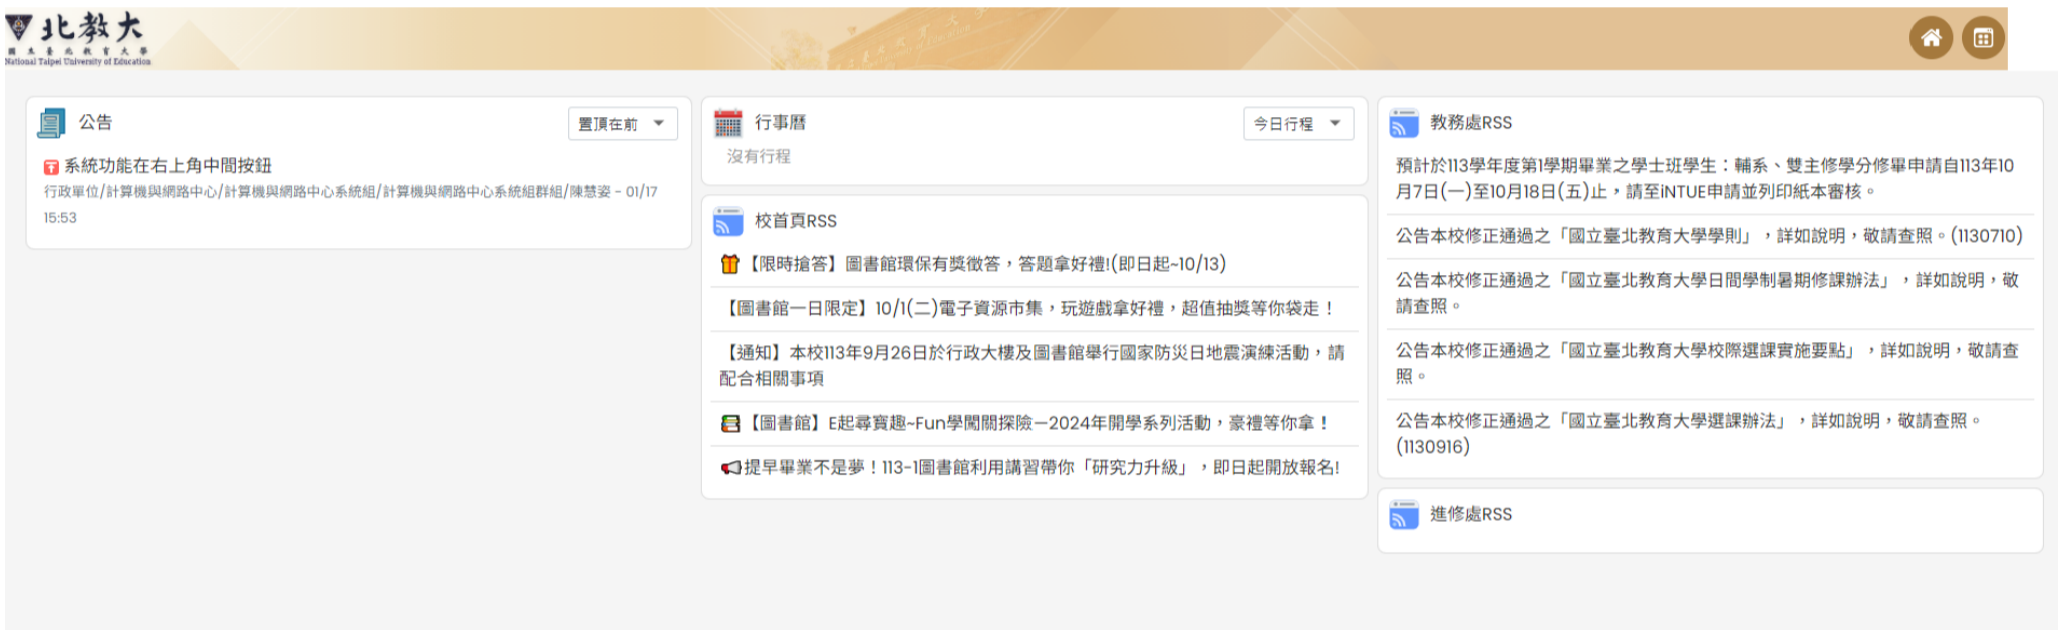 北教大
國立臺北教育大學
National Taipei University of Education
公告
置頂在前
系統功能在右上角中間按鈕
行政單位/計算機與網路中心/計算機與網路中心系統組/計算機與網路中心系統組群組/陳慧姿 - 01/17
15:53
行事曆
今日行程
沒有行程
校首頁RSS
【限時搶答】圖書館環保有獎徵答，答題拿好禮!(即日起~10/13)
【圖書館一日限定】10/1(二)電子資源市集，玩遊戲拿好禮，超值抽獎等你袋走！
【通知】本校113年9月26日於行政大樓及圖書館舉行國家防災日地震演練活動，請
配合相關事項
【圖書館】E起尋寶趣~Fun學闖關探險—2024年開學系列活動，豪禮等你拿！
提早畢業不是夢！113-1圖書館利用講習帶你「研究力升級」，即日起開放報名!
教務處RSS
預計於113學年度第1學期畢業之學士班學生：輔系、雙主修學分修畢申請自113年10
月7日(一)至10月18日(五)止，請至iNTUE申請並列印紙本審核。
公告本校修正通過之「國立臺北教育大學學則」，詳如說明，敬請查照。(1130710)
公告本校修正通過之「國立臺北教育大學日間學制暑期修課辦法」，詳如說明，敬
請查照。
公告本校修正通過之「國立臺北教育大學校際選課實施要點」，詳如說明，敬請查
照。
公告本校修正通過之「國立臺北教育大學選課辦法」，詳如說明，敬請查照。
(1130916)
進修處RSS